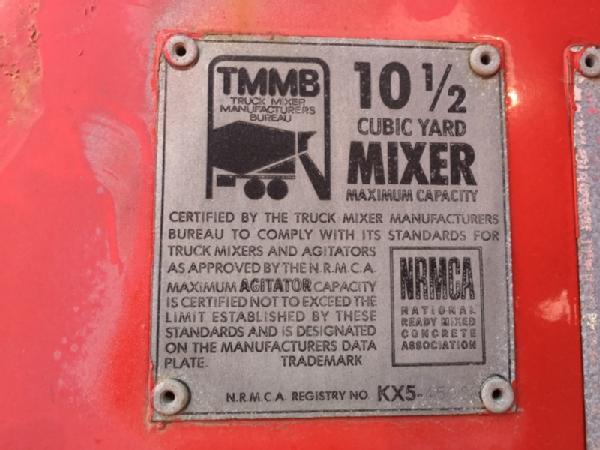 TMMB
TRUCK MIXER
MANUFACTURERS
BUREAU
10 1/2
CUBIC YARD
MIXER
MAXIMUM CAPACITY
CERTIFIED BY THE TRUCK MIXER MANUFACTURERS
BUREAU TO COMPLY WITH ITS STANDARDS FOR
TRUCK MIXERS AND AGITATORS
AS APPROVED BY THE N.R.M.C.A.
MAXIMUM AGITATOR CAPACITY
IS CERTIFIED NOT TO EXCEED THE
LIMIT ESTABLISHED BY THESE
STANDARDS AND IS DESIGNATED
ON THE MANUFACTURERS DATA
PLATE. TRADEMARK
NRMCA
NATIONAL
READY MIXED
CONCRETE
ASSOCIATION
N.R.M.C.A. REGISTRY NO. KX5-